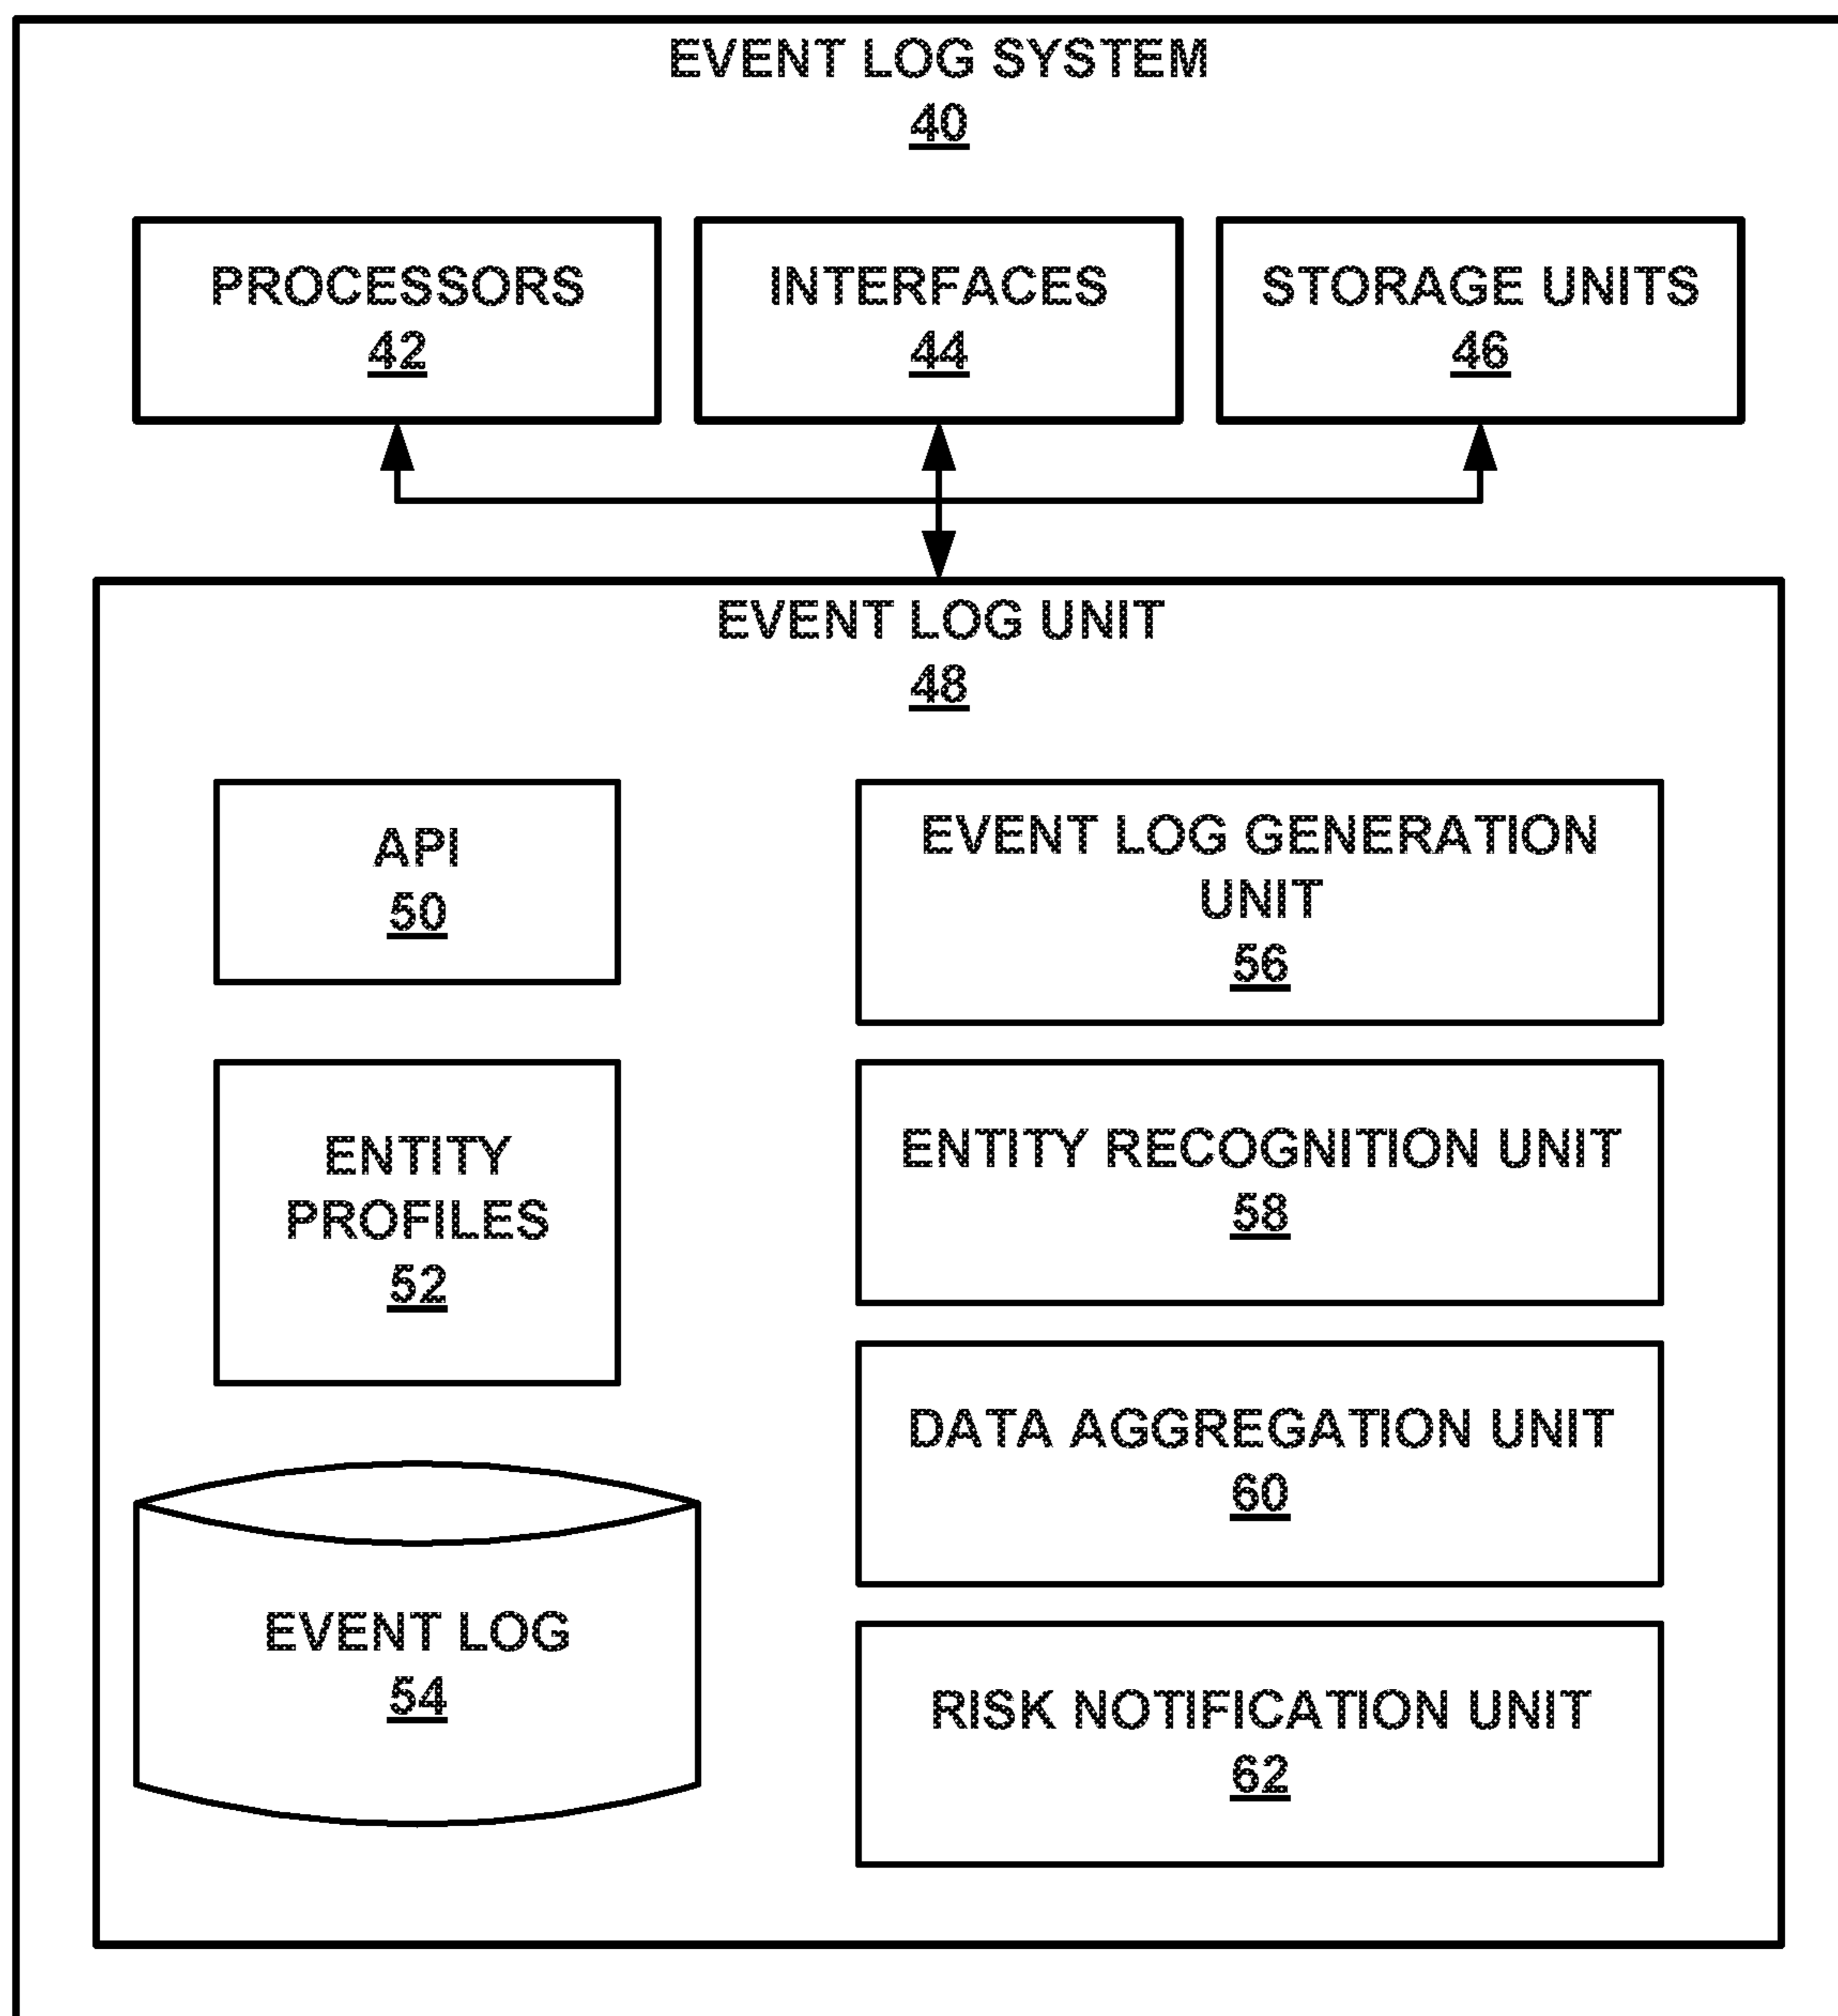 EVENT LOG SYSTEM
40
PROCESSORS
42
INTERFACES
44
STORAGE UNITS
46
EVENT LOG UNIT
48
API
50
ENTITY
PROFILES
52
EVENT LOG
54
EVENT LOG GENERATION
UNIT
56
ENTITY RECOGNITION UNIT
58
DATA AGGREGATION UNIT
60
RISK NOTIFICATION UNIT
62